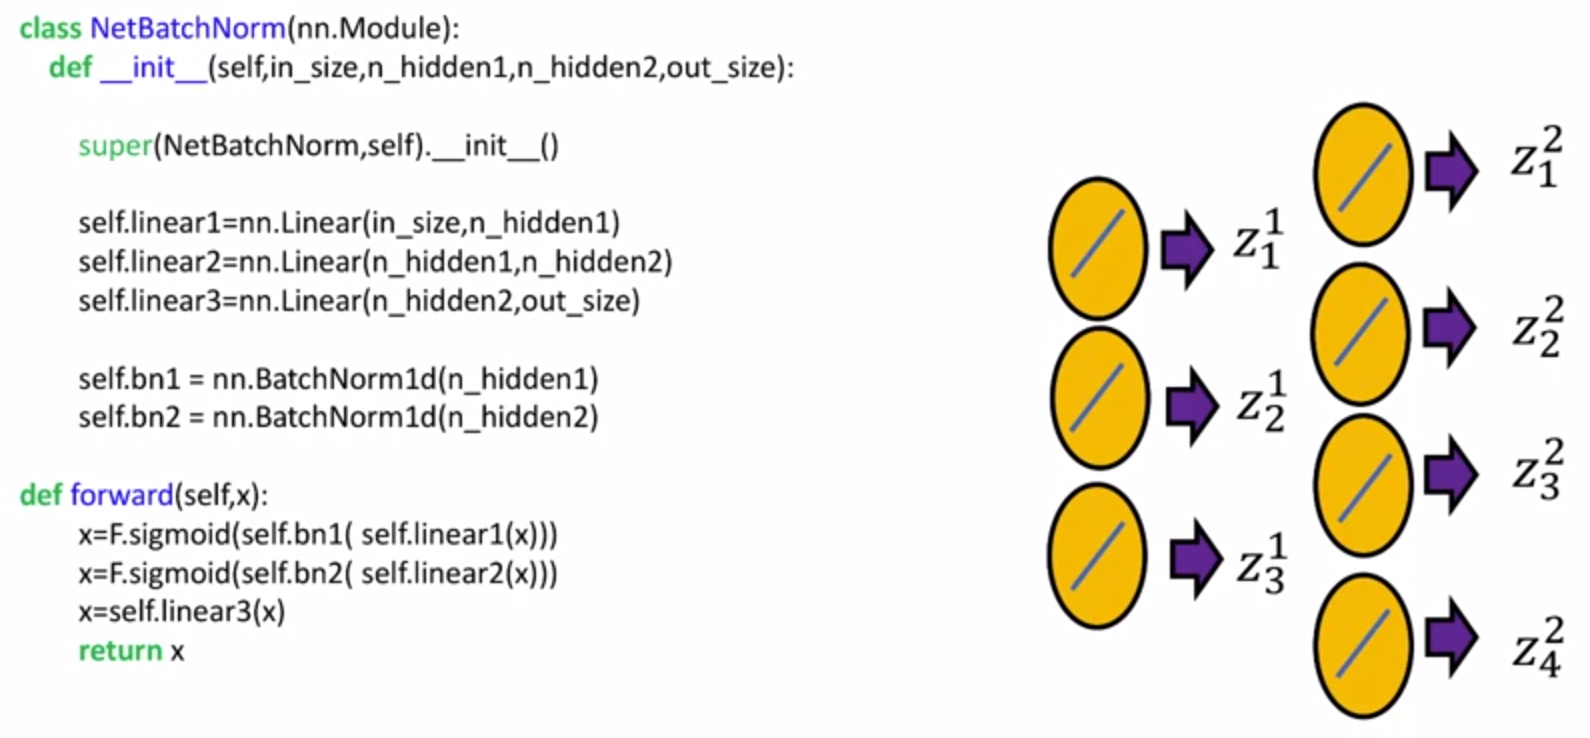 class NetBatchNorm(nn.Module):
def __init__(self,in_size,n_hidden1,n_hidden2,out_size):
super(NetBatchNorm,self).__init__()
self.linear1=nn.Linear(in_size,n_hidden1)
self.linear2=nn.Linear(n_hidden1,n_hidden2)
self.linear3=nn.Linear(n_hidden2,out_size)
self.bn1 = nn.BatchNorm1d(n_hidden1)
self.bn2 = nn.BatchNorm1d(n_hidden2)
def forward(self,x):
x=F.sigmoid(self.bn1( self.linear1(x)))
x=F.sigmoid(self.bn2( self.linear2(x)))
x=self.linear3(x)
return x
z_1^1
z_2^1
z_3^1
z_1^2
z_2^2
z_3^2
z_4^2